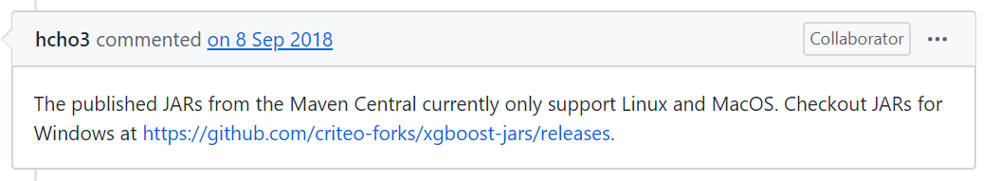 hcho3 commented on 8 Sep 2018 Collaborator ...
The published JARs from the Maven Central currently only support Linux and MacOS. Checkout JARs for
Windows at https://github.com/criteo-forks/xgboost-jars/releases.